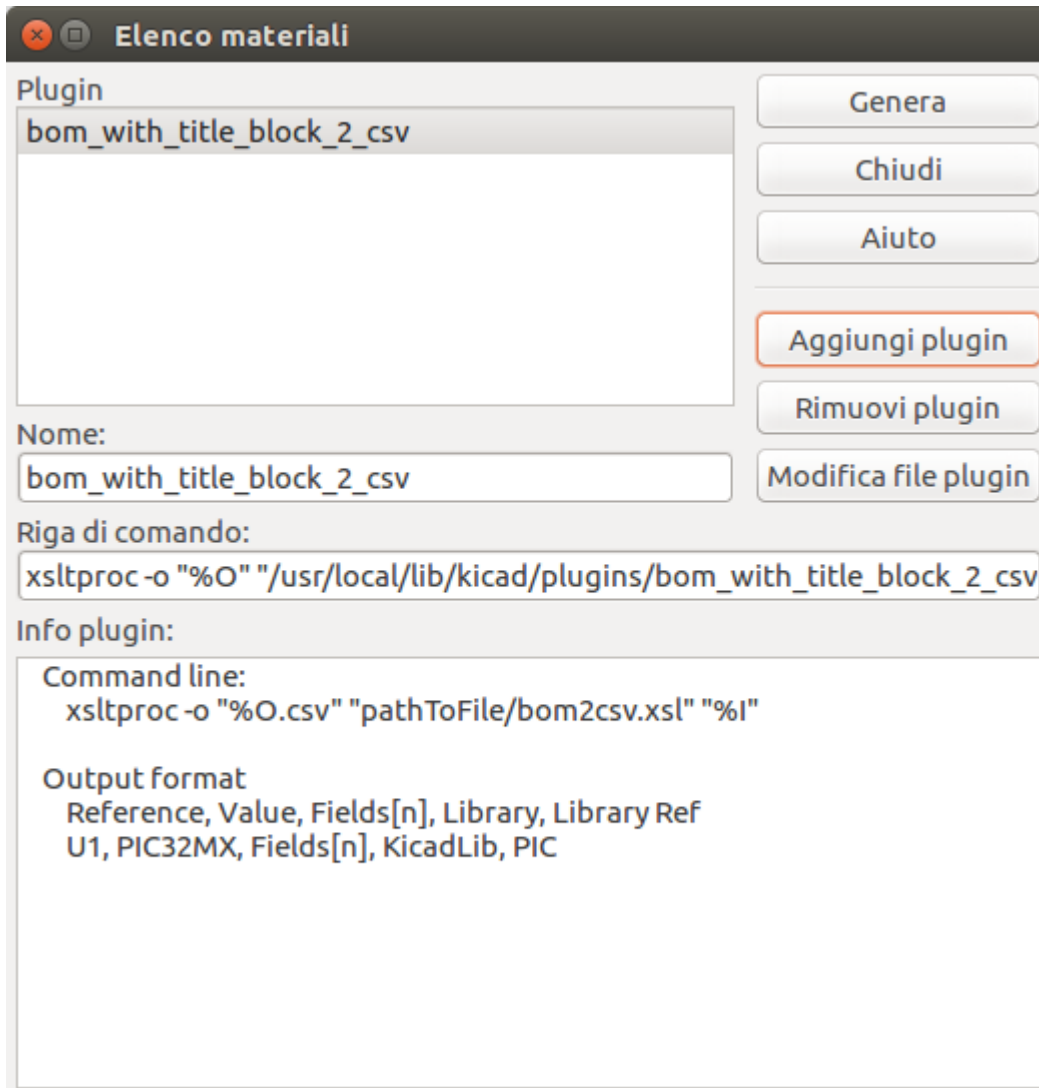 Elenco materiali
Plugin
bom_with_title_block_2_csv
Genera
Chiudi
Aiuto
Aggiungi plugin
Rimuovi plugin
Modifica file plugin
Nome:
bom_with_title_block_2_csv
Riga di comando:
xsltproc -o "%O" "/usr/local/lib/kicad/plugins/bom_with_title_block_2_csv
Info plugin:
Command line:
xsltproc -o "%O.csv" "pathToFile/bom2csv.xsl" "%I"
Output format
Reference, Value, Fields[n], Library, Library Ref
U1, PIC32MX, Fields[n], KicadLib, PIC